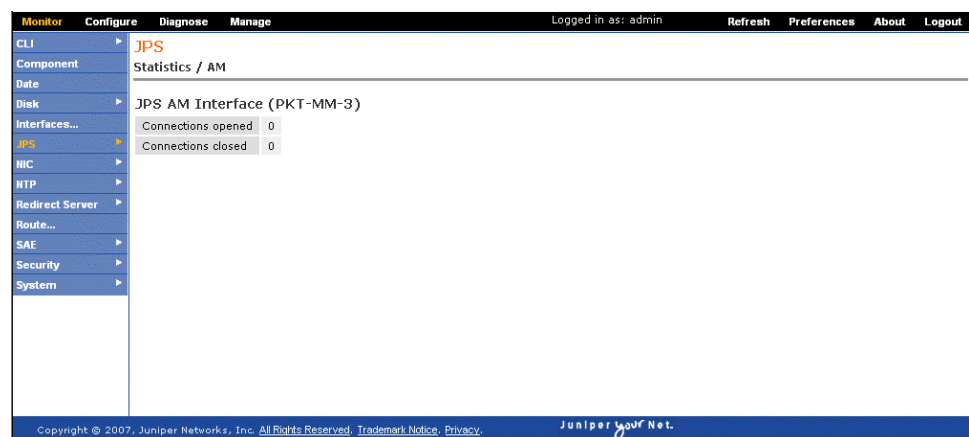 Monitor Configure Diagnose Manage Logged in as: admin Refresh Preferences About Logout
CLI
Component
Date
Disk
Interfaces...
JPS
NIC
NTP
Redirect Server
Route...
SAE
Security
System
JPS
Statistics / AM
JPS AM Interface (PKT-MM-3)
Connections opened 0
Connections closed 0
Copyright © 2007, Juniper Networks, Inc. All Rights Reserved. Trademark Notice. Privacy.
Juniper your Net.